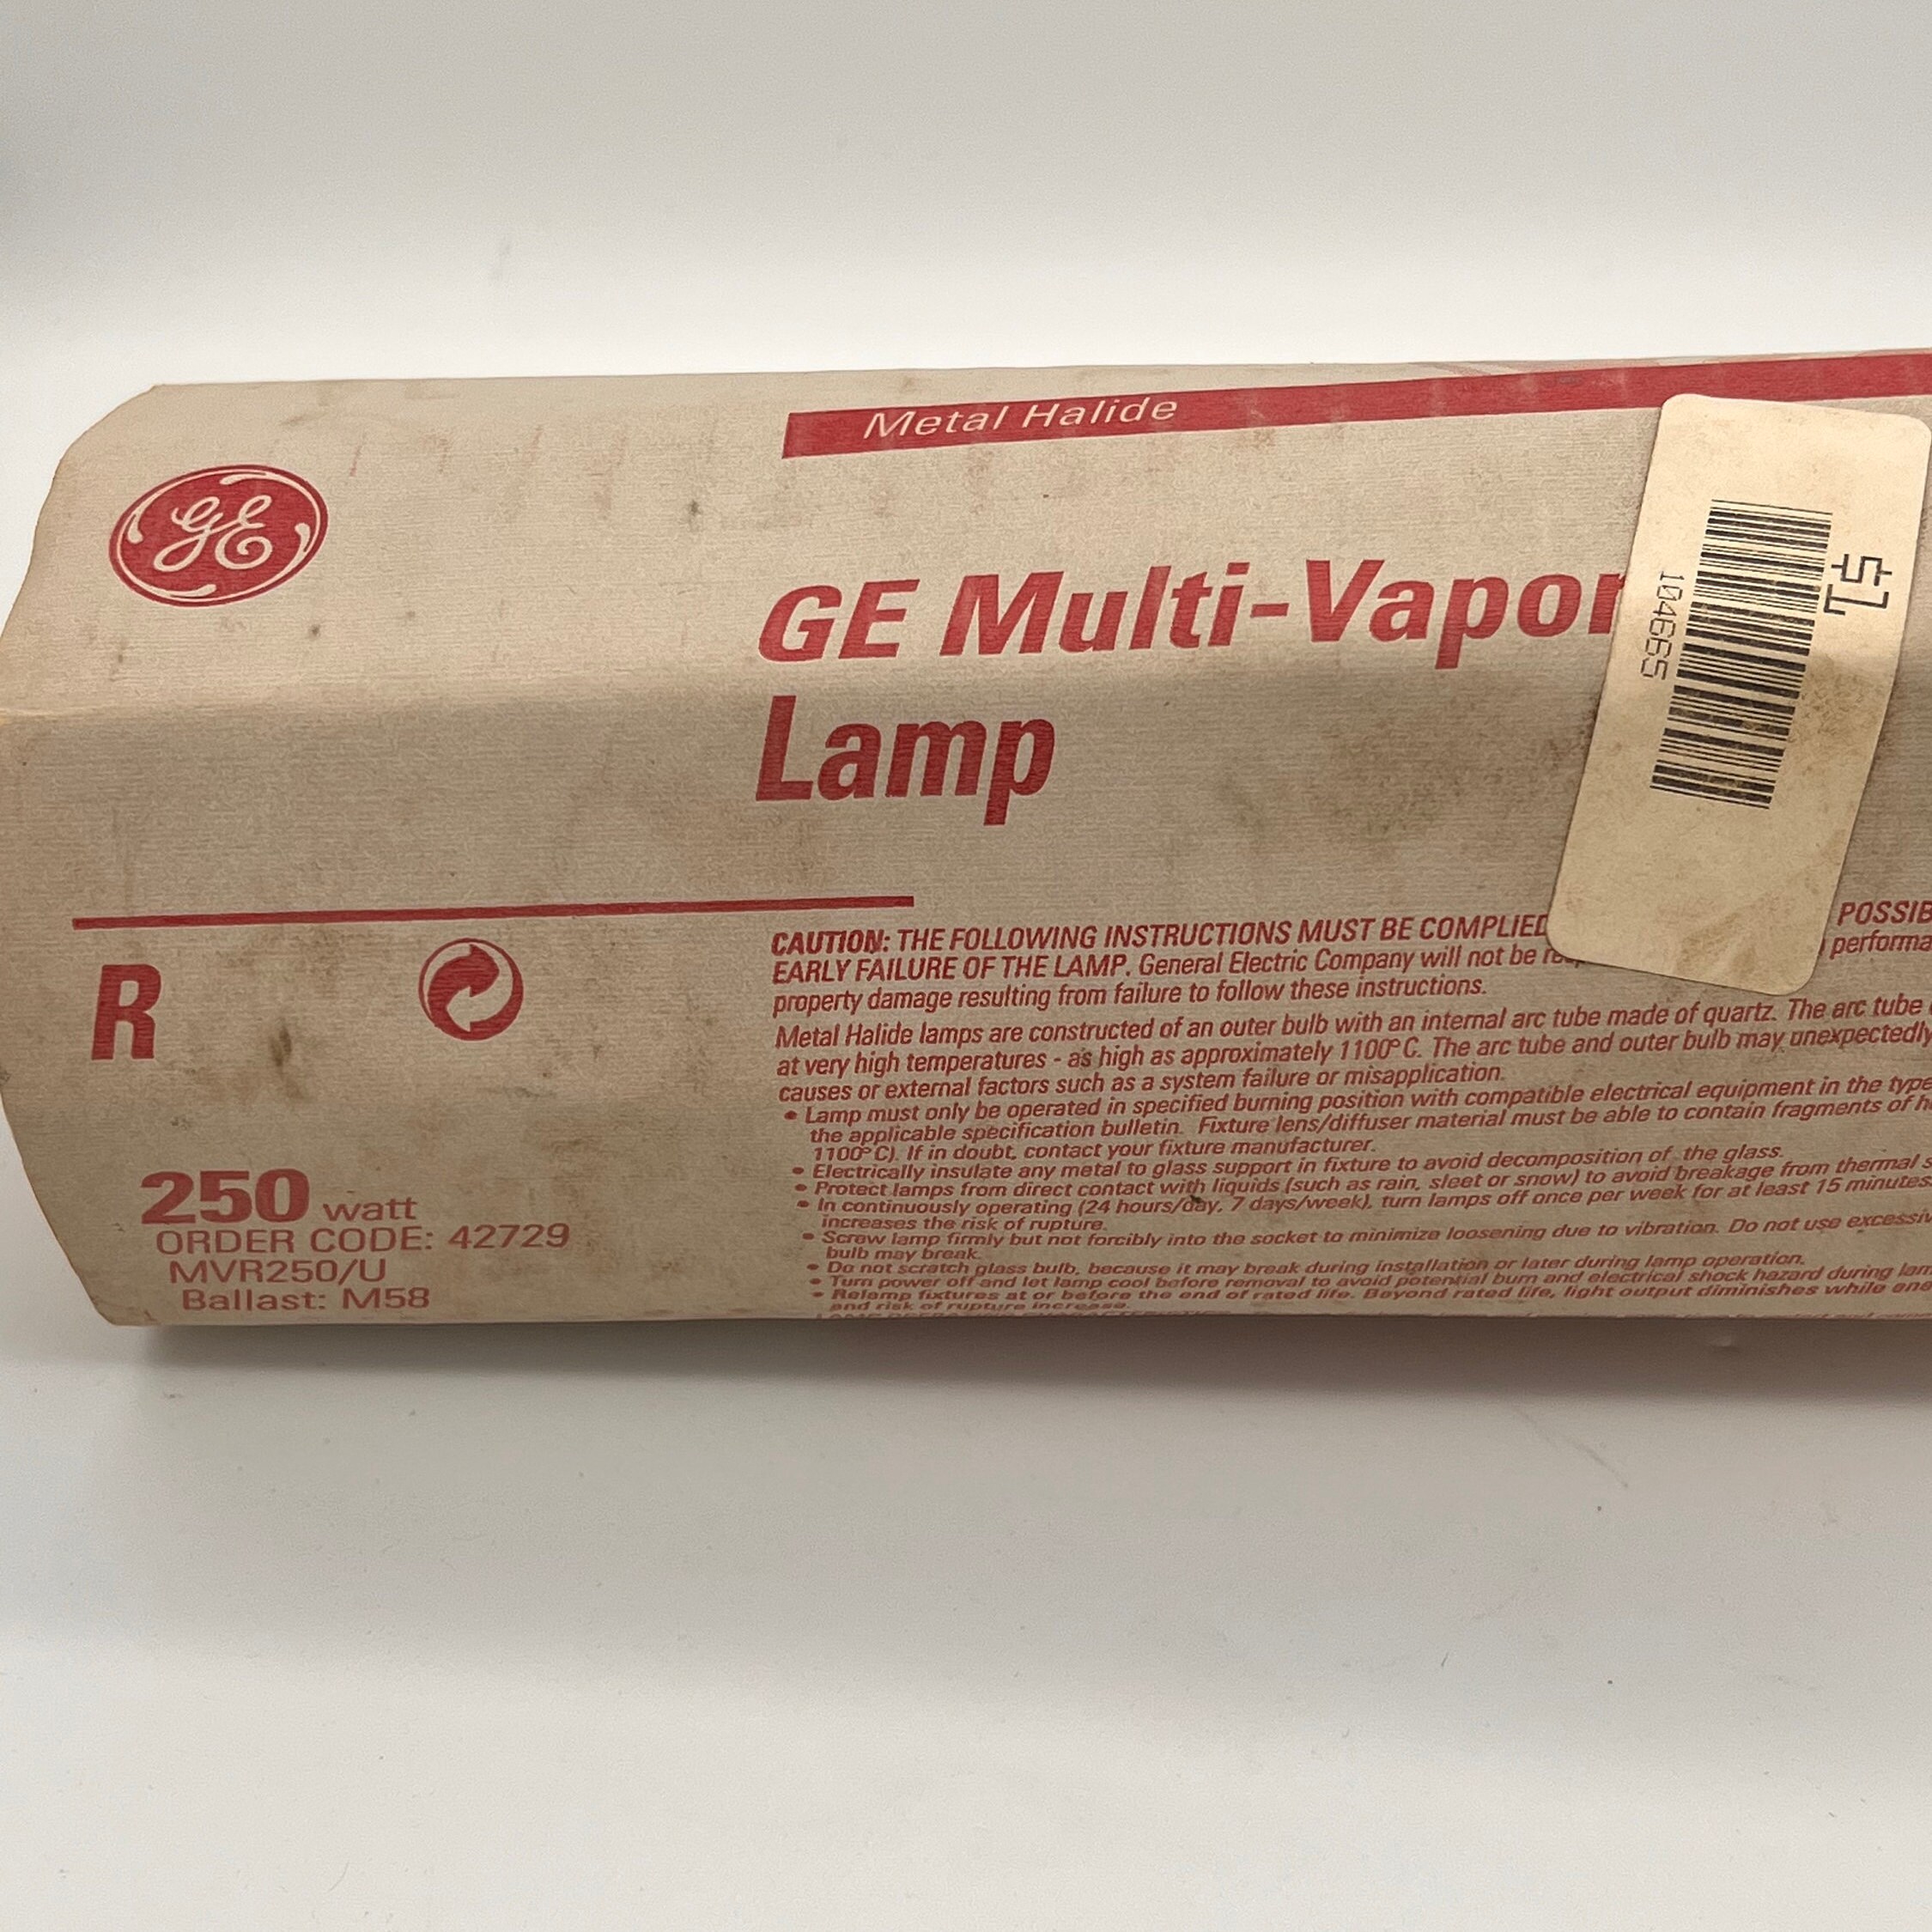 GE
Metal Halide
GE Multi-Vapor
Lamp
$1
104665
R
250 watt
ORDER CODE: 42729
MVR250/U
Ballast: M58
CAUTION: THE FOLLOWING INSTRUCTIONS MUST BE COMPLIED POSSIB
EARLY FAILURE OF THE LAMP. General Electric Company will not be performa
property damage resulting from failure to follow these instructions.
Metal Halide lamps are constructed of an outer bulb with an internal arc tube made of quartz. The arc tube
at very high temperatures - as high as approximately 1100°C. The arc tube and outer bulb may unexpectedly
causes or external factors such as a system failure or misapplication.
• Lamp must only be operated in specified burning position with compatible electrical equipment in the type
the applicable specification bulletin. Fixture lens/diffuser material must be able to contain fragments of
1100°C). If in doubt, contact your fixture manufacturer.
• Electrically insulate any metal to glass support in fixture to avoid decomposition of the glass.
• Protect lamps from direct contact with liquids (such as rain, sleet or snow) to avoid breakage from thermal
• In continuously operating (24 hours/day, 7 days/week), turn lamps off once per week for at least 15 minutes.
increases the risk of rupture.
• Screw lamp firmly but not forcibly into the socket to minimize loosening due to vibration. Do not use excessiv
bulb may break.
• Do not scratch glass bulb, because it may break during installation or later during lamp operation.
• Turn power off and let lamp cool before removal to avoid potential burn and electrical shock hazard during lam
• Relamp fixtures at or before the end of rated life. Beyond rated life, light output diminishes while ene
and risk of rupture increase.